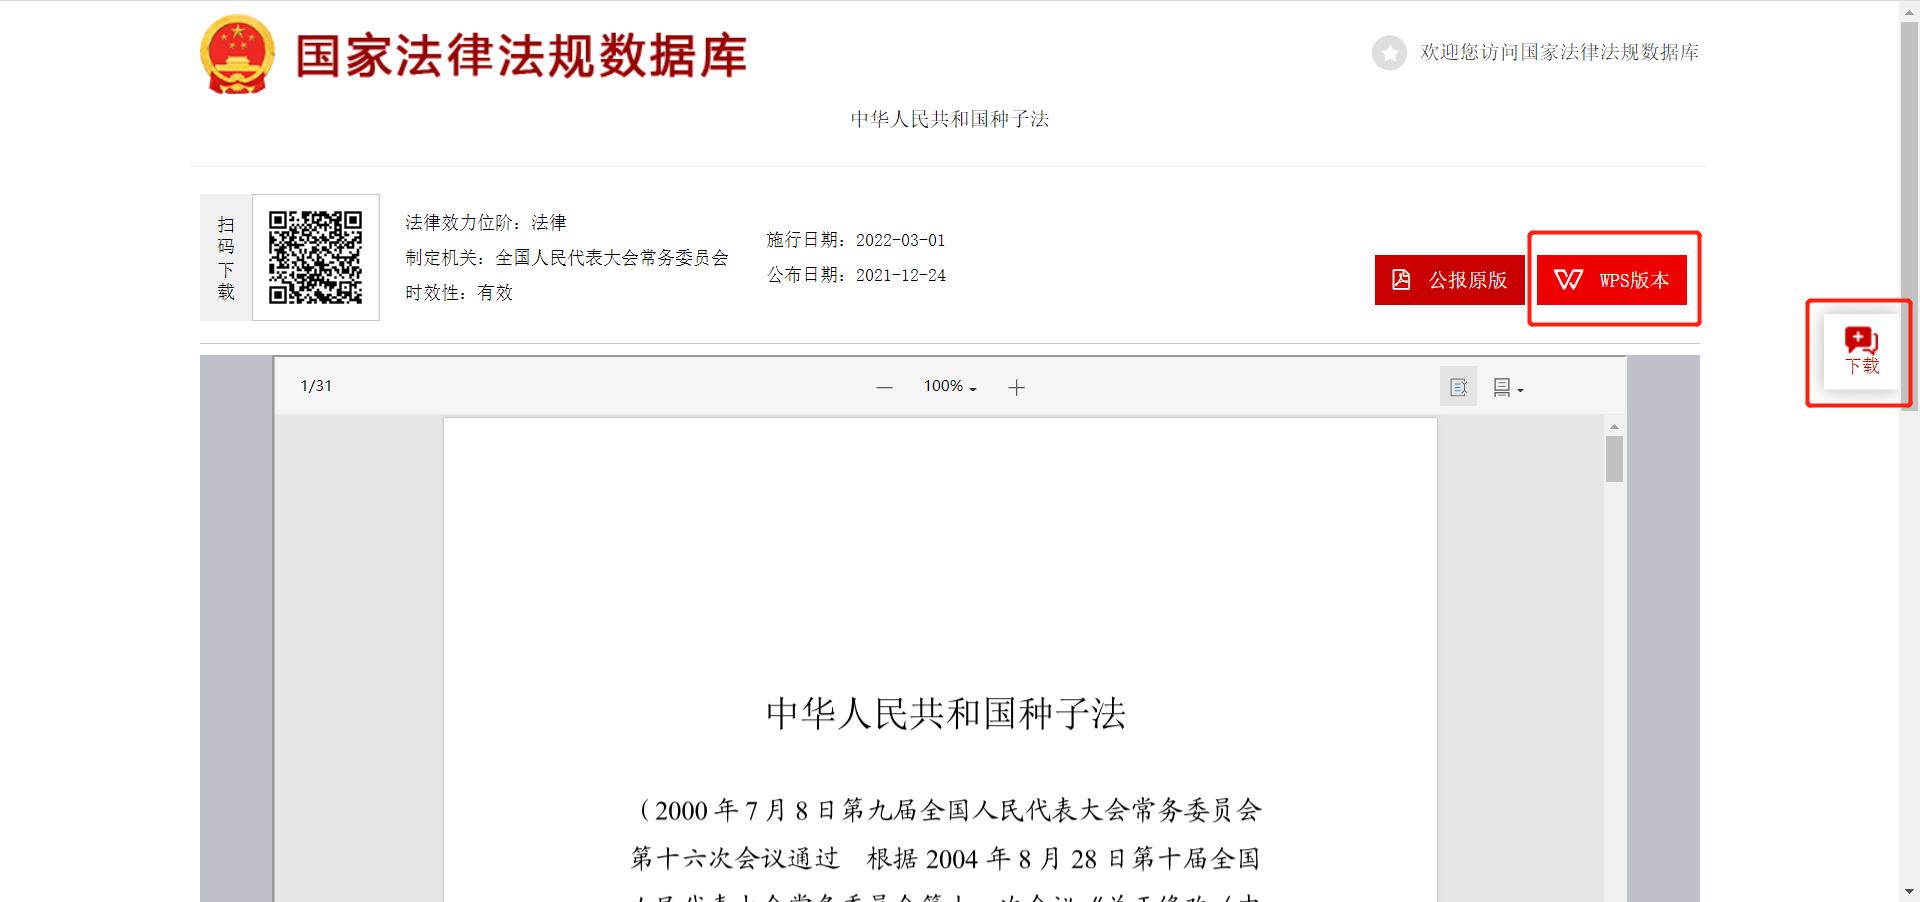 国家法律法规数据库
欢迎您访问国家法律法规数据库
中华人民共和国种子法
扫码下载
法律效力位阶：法律
制定机关：全国人民代表大会常务委员会
时效性：有效
施行日期：2022-03-01
公布日期：2021-12-24
公报原版
WPS版本
下载
1/31
100%
中华人民共和国种子法
（2000 年 7 月 8 日第九届全国人民代表大会常务委员会
第十六次会议通过　根据 2004 年 8 月 28 日第十届全国